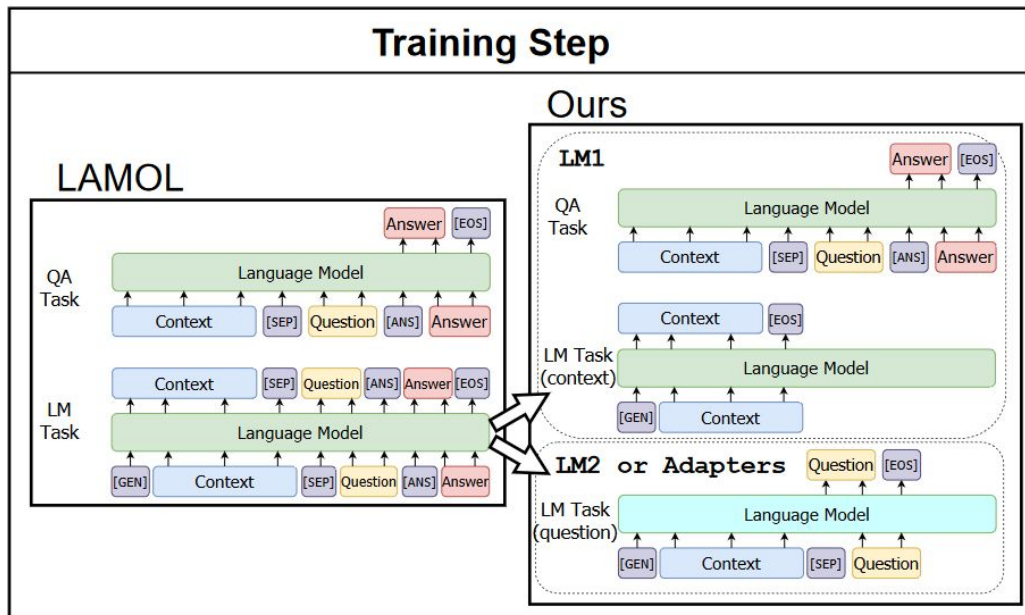 Training Step
LAMOL
QA
Task
Answer [EOS]
Language Model
Context [SEP] Question [ANS] Answer
LM
Task
Context [SEP] Question [ANS] Answer [EOS]
Language Model
[GEN] Context [SEP] Question [ANS] Answer
Ours
LM1
QA
Task
Answer [EOS]
Language Model
Context [SEP] Question [ANS] Answer
LM Task
(context)
Context [EOS]
Language Model
[GEN] Context
LM2 or Adapters
LM Task
(question)
Question [EOS]
Language Model
[GEN] Context [SEP] Question